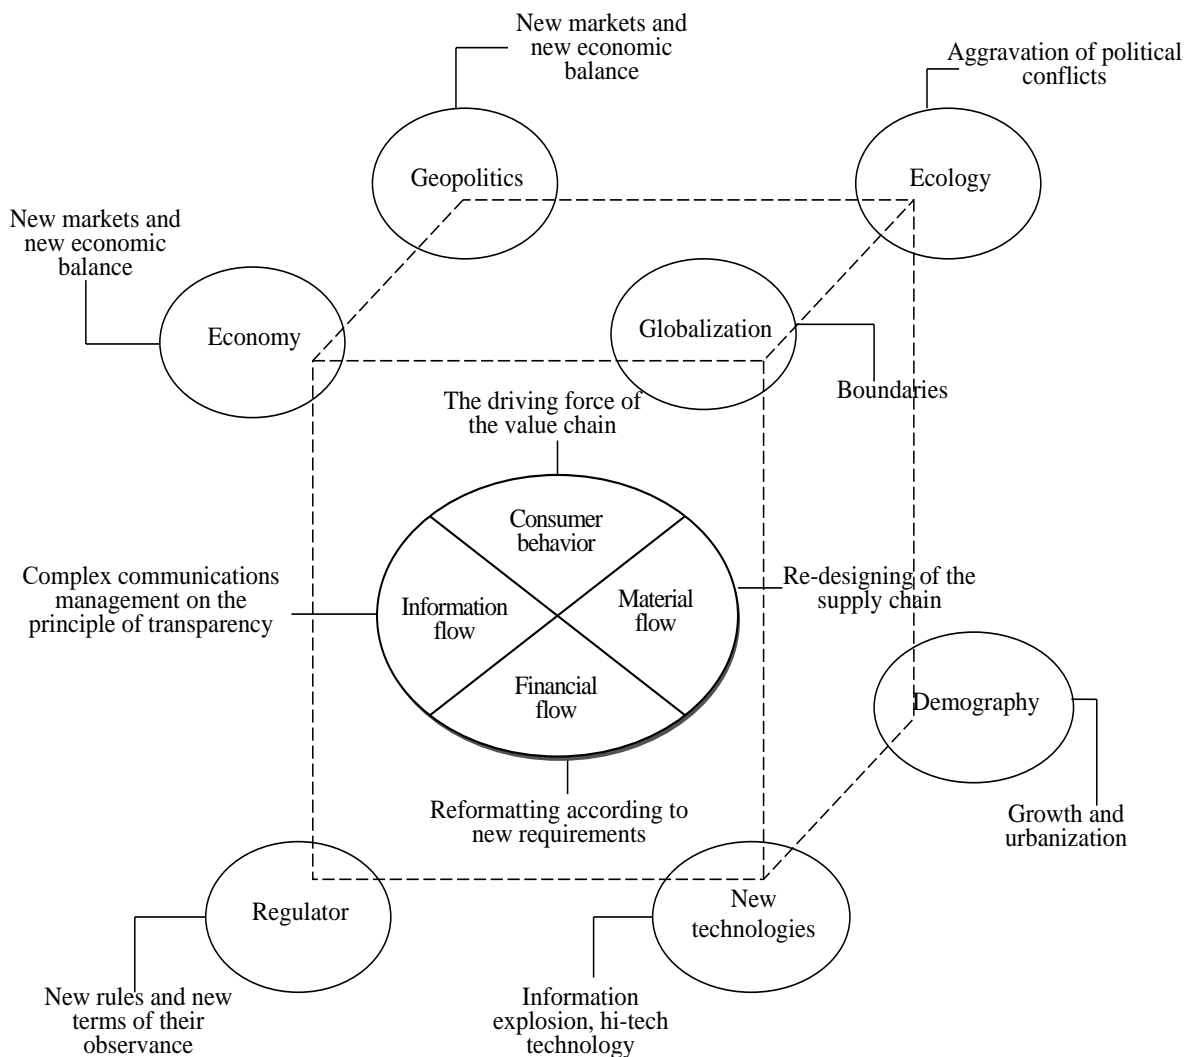 New markets and
new economic
balance
Aggravation of political
conflicts
Geopolitics
Ecology
New markets and
new economic
balance
Economy
Globalization
Boundaries
The driving force of
the value chain
Consumer
behavior
Complex communications
management on the
principle of transparency
Information
flow
Material
flow
Re-designing of the
supply chain
Financial
flow
Demography
Reformatting according to
new requirements
Growth and
urbanization
Regulator
New
technologies
New rules and new
terms of their
observance
Information
explosion, hi-tech
technology